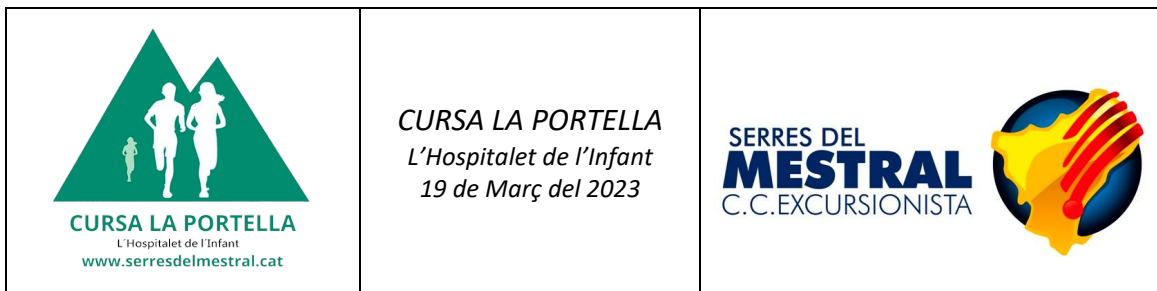 CURSA LA PORTELLA
L´Hospitalet de l´Infant
www.serresdelmestral.cat
CURSA LA PORTELLA
L’Hospitalet de l’Infant
19 de Març del 2023
SERRES DEL
MESTRAL
C.C.EXCURSIONISTA